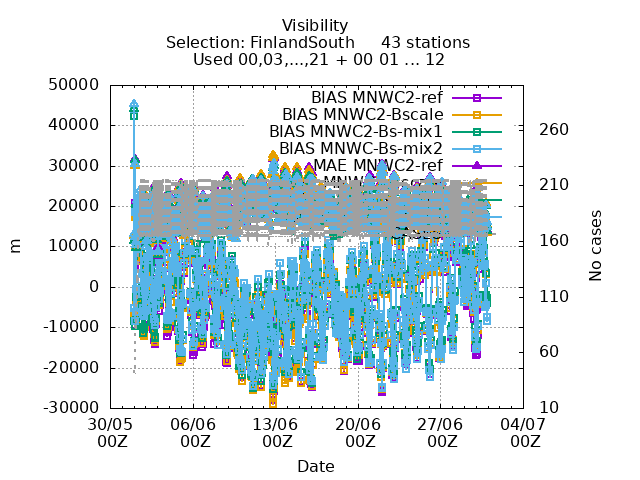 Visibility
Selection: FinlandSouth 43 stations
Used 00,03,...,21 + 00 01 ... 12
50000
40000
30000
20000
10000
0
-10000
-20000
-30000
m
BIAS MNWC2-ref
BIAS MNWC2-Bscale
BIAS MNWC2-Bs-mix1
BIAS MNWC-Bs-mix2
MAE MNWC2-ref
260
210
160
110
60
10
No cases
30/05 06/06 13/06 20/06 27/06 04/07
00Z 00Z 00Z 00Z 00Z 00Z
Date